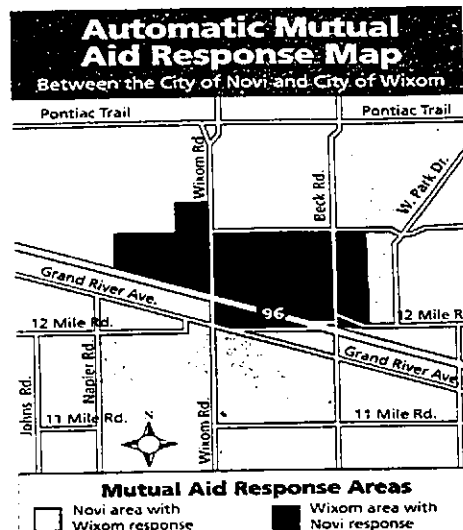 Automatic Mutual
Aid Response Map
Between the City of Novi and City of Wixom
Pontiac Trail
Pontiac Trail
Wixom Rd.
Beck Rd.
W. Park Dr.
Grand River Ave.
96
12 Mile Rd.
12 Mile R
Johns Rd.
Napier Rd.
Grand River Ave
11 Mile Rd.
Wixom Rd.
11 Mile Rd.
N
Mutual Aid Response Areas
Novi area with
Wixom response
Wixom area with
Novi response